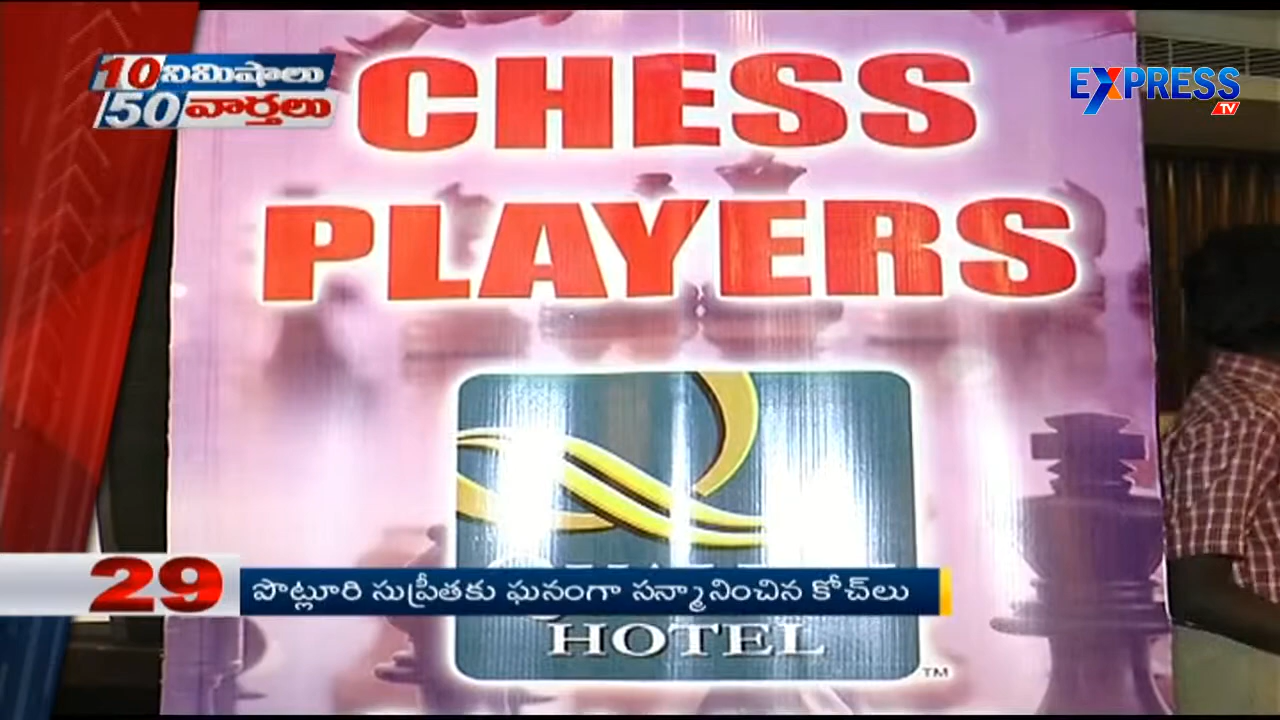 10 నిమిషాలు
50 వార్తలు
EXPRESS
TV
CHESS
PLAYERS
29
పొట్లూరి సుప్రీతకు ఘనంగా సన్మానించిన కోచ్‌లు
HOTEL
TM